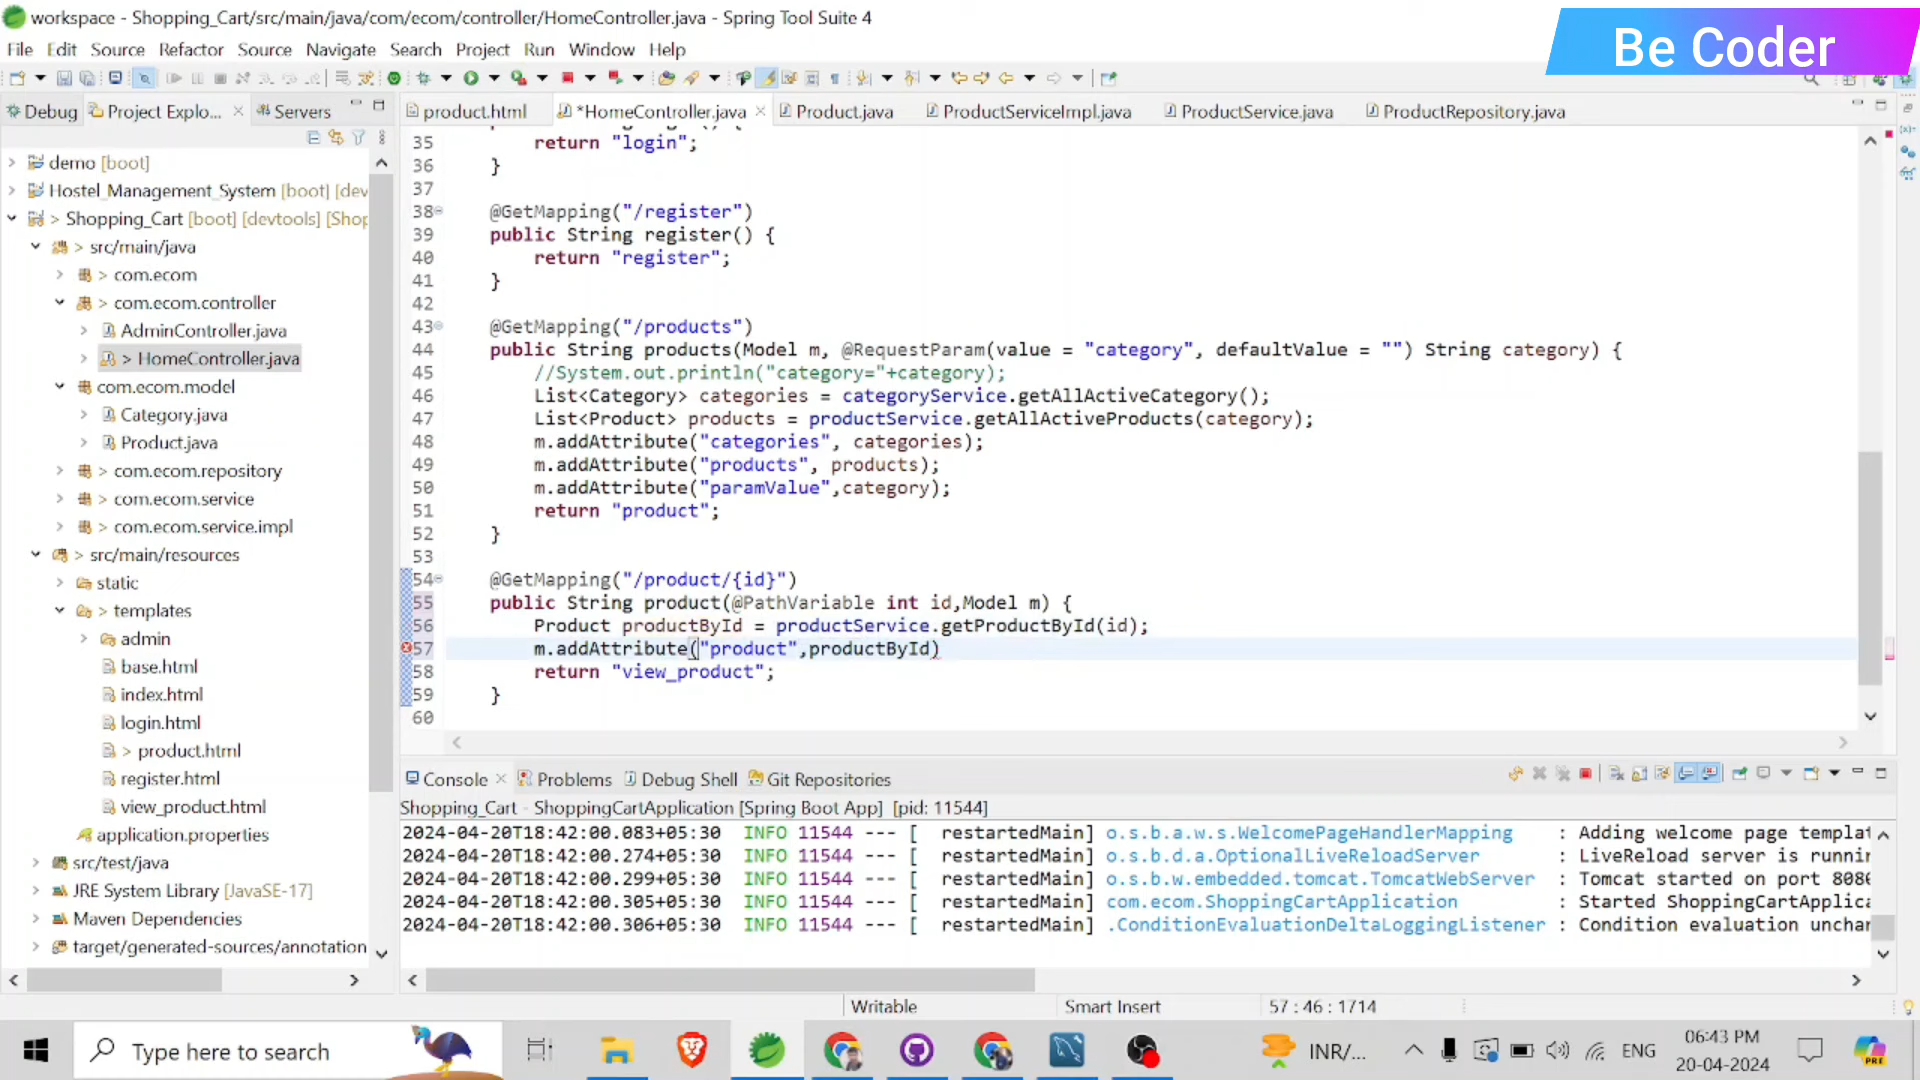 workspace - Shopping_Cart/src/main/java/com/ecom/controller/HomeController.java - Spring Tool Suite 4
Be Coder
File Edit Source Refactor Source Navigate Search Project Run Window Help
Debug Project Explo... Servers
product.html *HomeController.java Product.java ProductServiceImpl.java ProductService.java ProductRepository.java
demo [boot]
Hostel_Management_System [boot] [dev
> Shopping_Cart [boot] [devtools] [Shop
> src/main/java
> com.ecom
> com.ecom.controller
AdminController.java
> HomeController.java
com.ecom.model
Category.java
Product.java
> com.ecom.repository
> com.ecom.service
> com.ecom.service.impl
> src/main/resources
static
> templates
admin
base.html
index.html
login.html
> product.html
register.html
view_product.html
application.properties
src/test/java
JRE System Library [JavaSE-17]
Maven Dependencies
target/generated-sources/annotation
35 return "login";
36 }
37
38 @GetMapping("/register")
39 public String register() {
40 return "register";
41 }
42
43 @GetMapping("/products")
44 public String products(Model m, @RequestParam(value = "category", defaultValue = "") String category) {
45 //System.out.println("category="+category);
46 List<Category> categories = categoryService.getAllActiveCategory();
47 List<Product> products = productService.getAllActiveProducts(category);
48 m.addAttribute("categories", categories);
49 m.addAttribute("products", products);
50 m.addAttribute("paramValue",category);
51 return "product";
52 }
53
54 @GetMapping("/product/{id}")
55 public String product(@PathVariable int id,Model m) {
56 Product productById = productService.getProductById(id);
57 m.addAttribute("product",productById)
58 return "view_product";
59 }
60
Console Problems Debug Shell Git Repositories
Shopping_Cart - ShoppingCartApplication [Spring Boot App] [pid: 11544]
2024-04-20T18:42:00.083+05:30 INFO 11544 --- [ restartedMain] o.s.b.a.w.s.WelcomePageHandlerMapping : Adding welcome page templat
2024-04-20T18:42:00.274+05:30 INFO 11544 --- [ restartedMain] o.s.b.d.a.OptionalLiveReloadServer : LiveReload server is runnin
2024-04-20T18:42:00.299+05:30 INFO 11544 --- [ restartedMain] o.s.b.w.embedded.tomcat.TomcatWebServer : Tomcat started on port 8080
2024-04-20T18:42:00.305+05:30 INFO 11544 --- [ restartedMain] com.ecom.ShoppingCartApplication : Started ShoppingCartApplica
2024-04-20T18:42:00.306+05:30 INFO 11544 --- [ restartedMain] .ConditionEvaluationDeltaLoggingListener : Condition evaluation unchan
Writable Smart Insert 57 : 46 : 1714
Type here to search
INR/... ENG
06:43 PM
20-04-2024
PRE